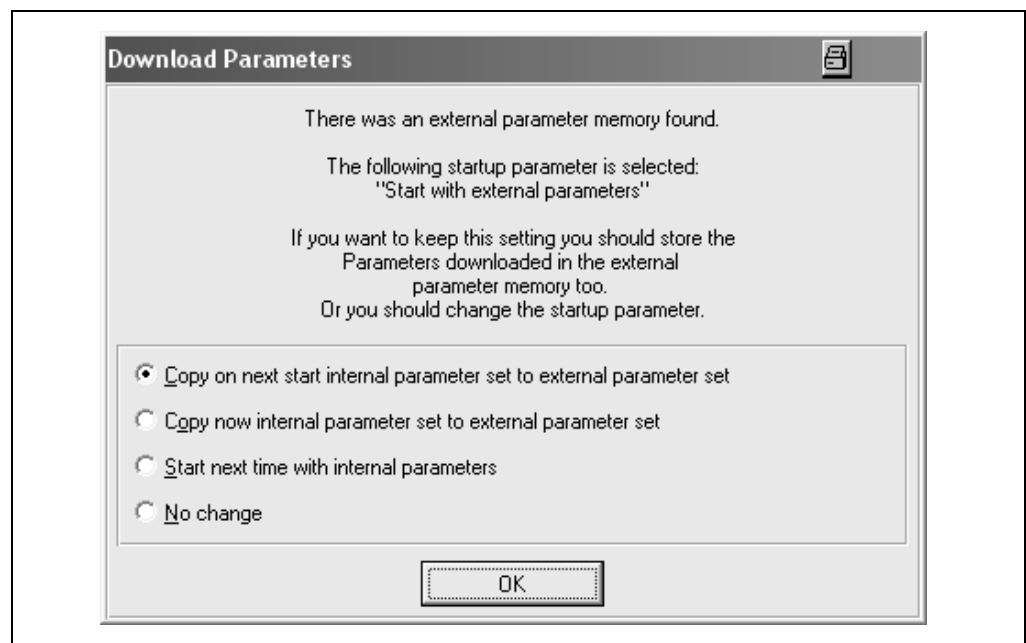 Download Parameters
There was an external parameter memory found.
The following startup parameter is selected:
"Start with external parameters"
If you want to keep this setting you should store the
Parameters downloaded in the external
parameter memory too.
Or you should change the startup parameter.
Copy on next start internal parameter set to external parameter set
Copy now internal parameter set to external parameter set
Start next time with internal parameters
No change
OK